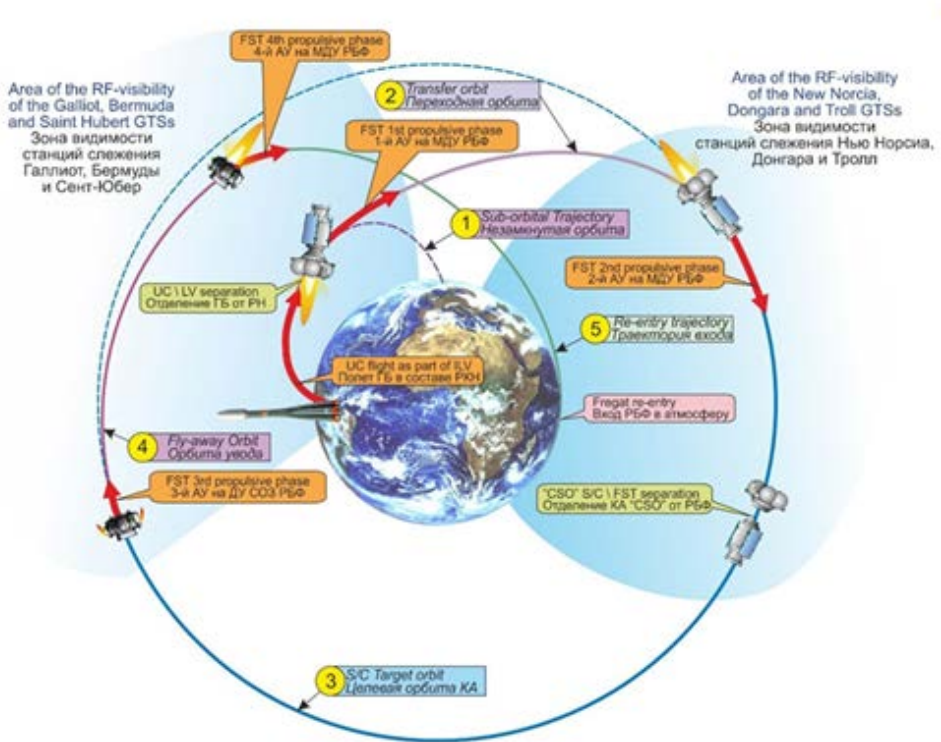 FST 4th propulsive phase
4-й АУ на МДУ РБФ
Area of the RF-visibility
of the Galliot, Bermuda
and Saint Hubert GTSs
Зона видимости
станций слежения
Галлиот, Бермуды
и Сент-Юбер
2
Transfer orbit
Переходная орбита
Area of the RF-visibility
of the New Norcia,
Dongara and Troll GTSs
Зона видимости
станций слежения Нью Норсиа,
Донгара и Тролл
FST 1st propulsive phase
1-й АУ на МДУ РБФ
1
Sub-orbital Trajectory
Незамкнутая орбита
FST 2nd propulsive phase
2-й АУ на МДУ РБФ
UC \ LV separation
Отделение ГБ от РН
5
Re-entry trajectory
Траектория входа
UC flight as part of ILV
Полет ГБ в составе РКН
Fregat re-entry
Вход РБФ в атмосферу
4
Fly-away Orbit
Орбита увода
FST 3rd propulsive phase
3-й АУ на ДУ СОЗ РБФ
"CSO" S/C \ FST separation
Отделение КА "CSO" от РБФ
3
S/C Target orbit
Целевая орбита КА